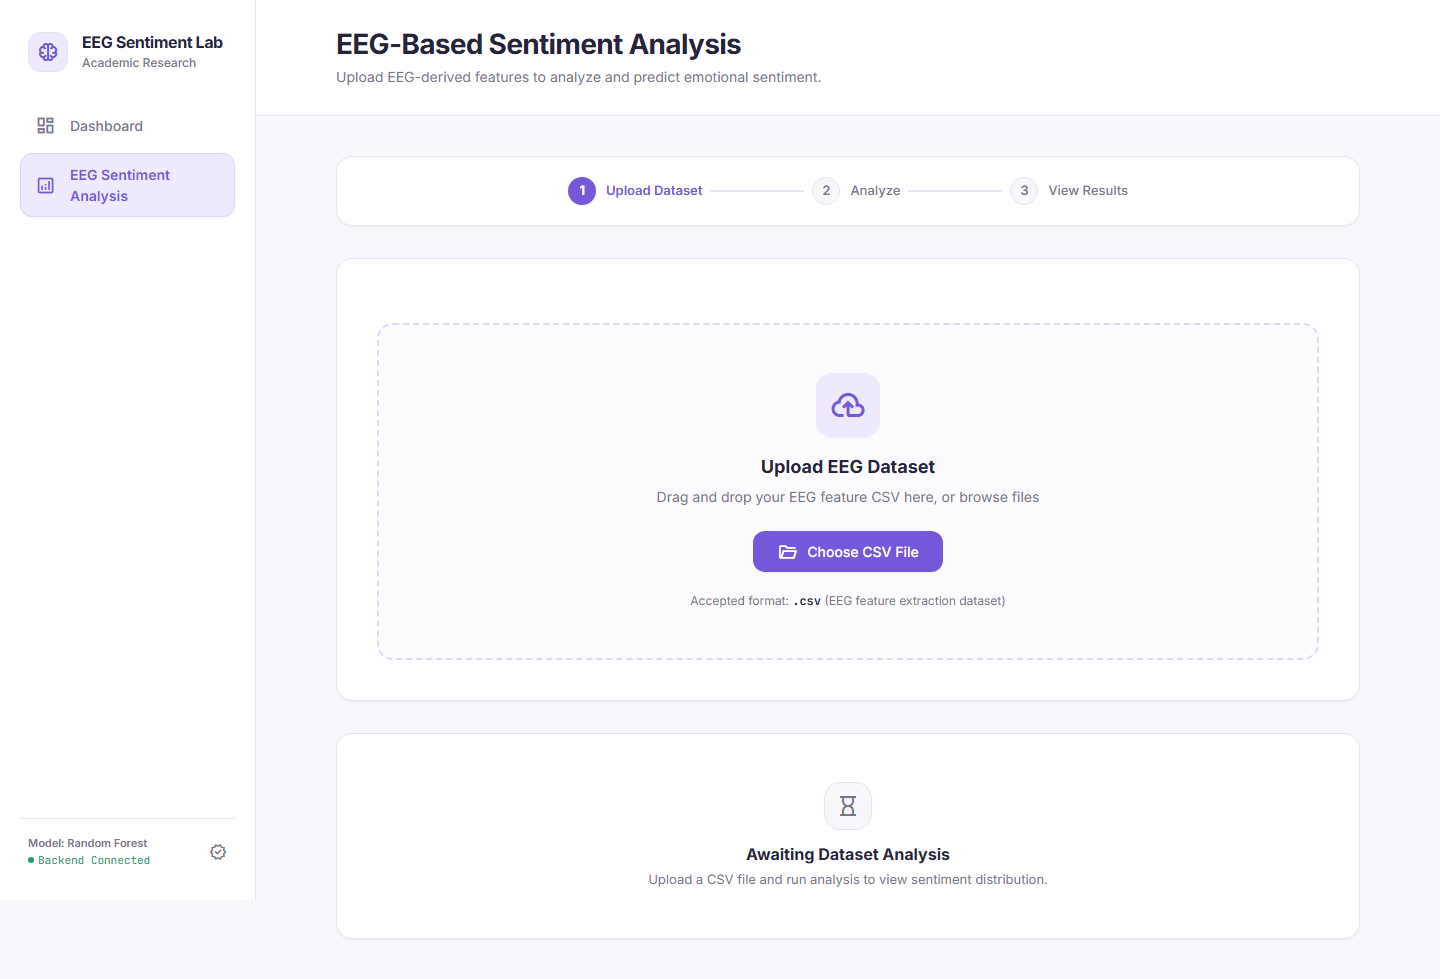 EEG Sentiment Lab
Academic Research
Dashboard
EEG Sentiment
Analysis
Model: Random Forest
Backend Connected
EEG-Based Sentiment Analysis
Upload EEG-derived features to analyze and predict emotional sentiment.
1 Upload Dataset 2 Analyze 3 View Results
Upload EEG Dataset
Drag and drop your EEG feature CSV here, or browse files
Choose CSV File
Accepted format: .csv (EEG feature extraction dataset)
Awaiting Dataset Analysis
Upload a CSV file and run analysis to view sentiment distribution.